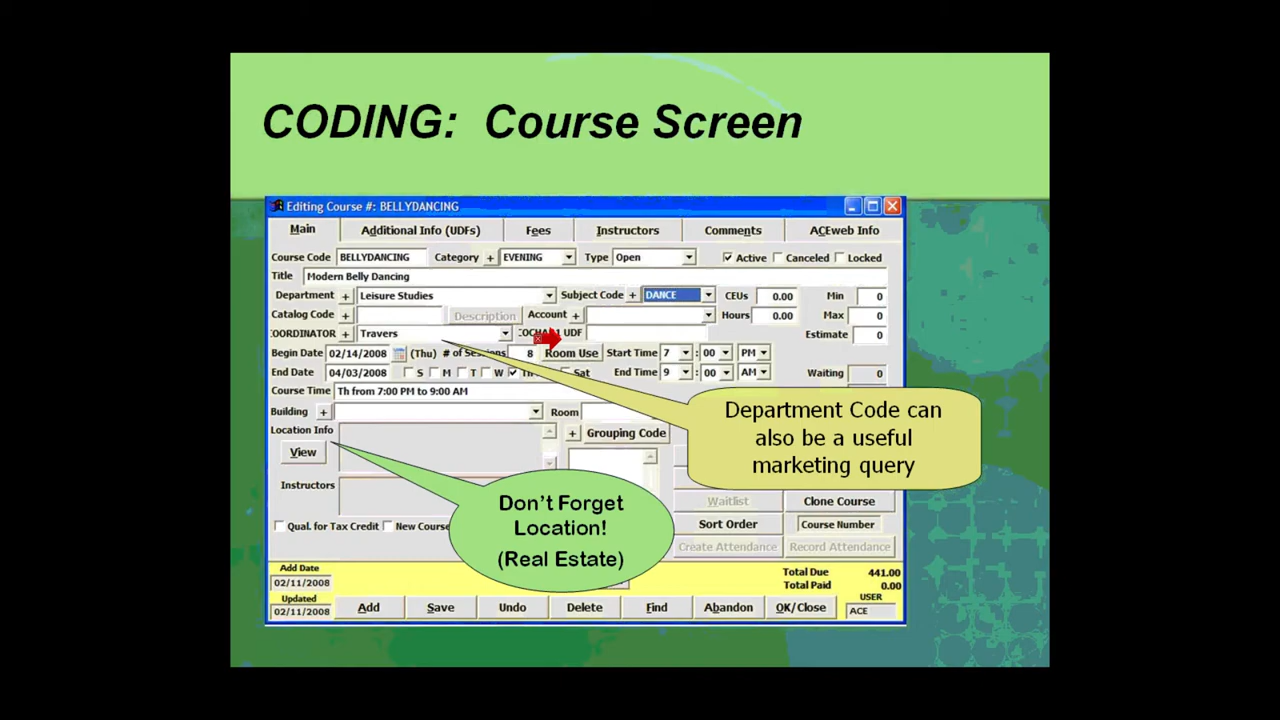 CODING: Course Screen
Editing Course #: BELLYDANCING
Main Additional Info (UDFs) Fees Instructors Comments ACEweb Info
Course Code BELLYDANCING Category + EVENING Type Open Active Canceled Locked
Title Modern Belly Dancing
Department + Leisure Studies Subject Code + DANCE CEUs 0.00 Min 0
Catalog Code + Description Account + Hours 0.00 Max 0
COORDINATOR + Travers UDF Estimate 0
Begin Date 02/14/2008 (Thu) # of Sessions 8 Room Use Start Time 7 : 00 PM
End Date 04/03/2008 S M T W Sat End Time 9 : 00 AM Waiting 0
Course Time Th from 7:00 PM to 9:00 AM
Building + Room
Location Info + Grouping Code
View
Instructors
Department Code can
also be a useful
marketing query
Don't Forget
Location!
(Real Estate)
Waitlist Clone Course
Qual. for Tax Credit New Course Sort Order Course Number
Create Attendance Record Attendance
Add Date Total Due 441.00
02/11/2008 Total Paid 0.00
Updated USER
02/11/2008 Add Save Undo Delete Find Abandon OK/Close ACE